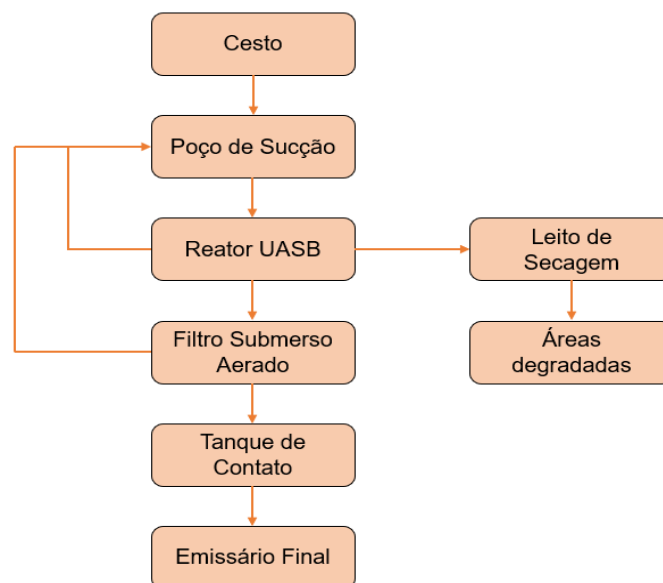 Cesto
Poço de Sucção
Reator UASB
Leito de
Secagem
Filtro Submerso
Aerado
Áreas
degradadas
Tanque de
Contato
Emissário Final